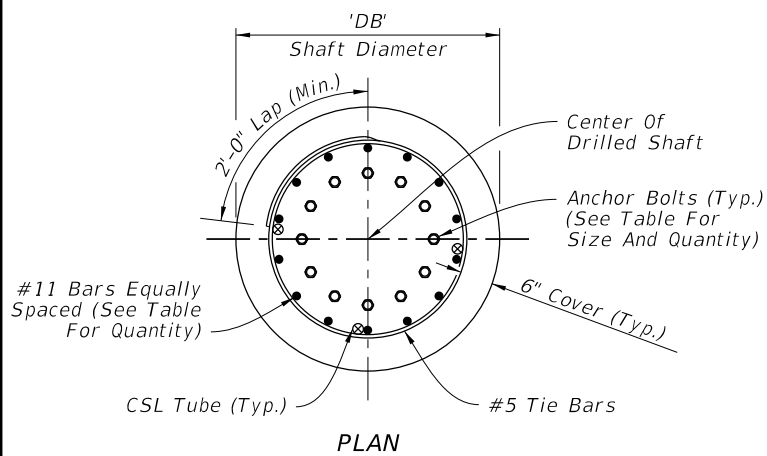 'DB'
Shaft Diameter
2'-0" Lap (Min.)
Center Of
Drilled Shaft
Anchor Bolts (Typ.)
(See Table For
Size And Quantity)
#11 Bars Equally
Spaced (See Table
For Quantity)
6" Cover (Typ.)
CSL Tube (Typ.)
#5 Tie Bars
PLAN